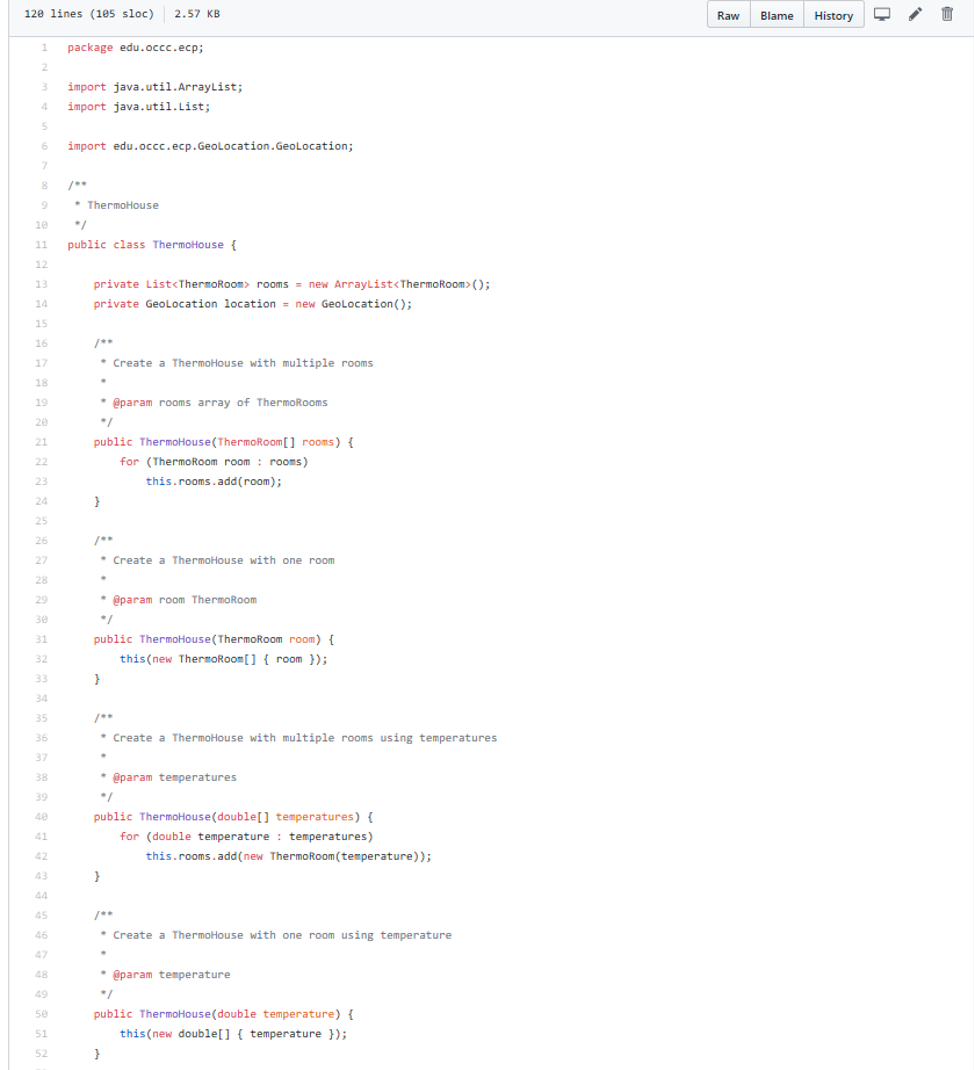 120 lines (105 sloc) 2.57 KB Raw Blame History
1 package edu.occc.ecp;
2
3 import java.util.ArrayList;
4 import java.util.List;
5
6 import edu.occc.ecp.GeoLocation.GeoLocation;
7
8 /**
9  * ThermoHouse
10  */
11 public class ThermoHouse {
12
13     private List<ThermoRoom> rooms = new ArrayList<ThermoRoom>();
14     private GeoLocation location = new GeoLocation();
15
16     /**
17      * Create a ThermoHouse with multiple rooms
18      *
19      * @param rooms array of ThermoRooms
20      */
21     public ThermoHouse(ThermoRoom[] rooms) {
22         for (ThermoRoom room : rooms)
23             this.rooms.add(room);
24     }
25
26     /**
27      * Create a ThermoHouse with one room
28      *
29      * @param room ThermoRoom
30      */
31     public ThermoHouse(ThermoRoom room) {
32         this(new ThermoRoom[] { room });
33     }
34
35     /**
36      * Create a ThermoHouse with multiple rooms using temperatures
37      *
38      * @param temperatures
39      */
40     public ThermoHouse(double[] temperatures) {
41         for (double temperature : temperatures)
42             this.rooms.add(new ThermoRoom(temperature));
43     }
44
45     /**
46      * Create a ThermoHouse with one room using temperature
47      *
48      * @param temperature
49      */
50     public ThermoHouse(double temperature) {
51         this(new double[] { temperature });
52     }